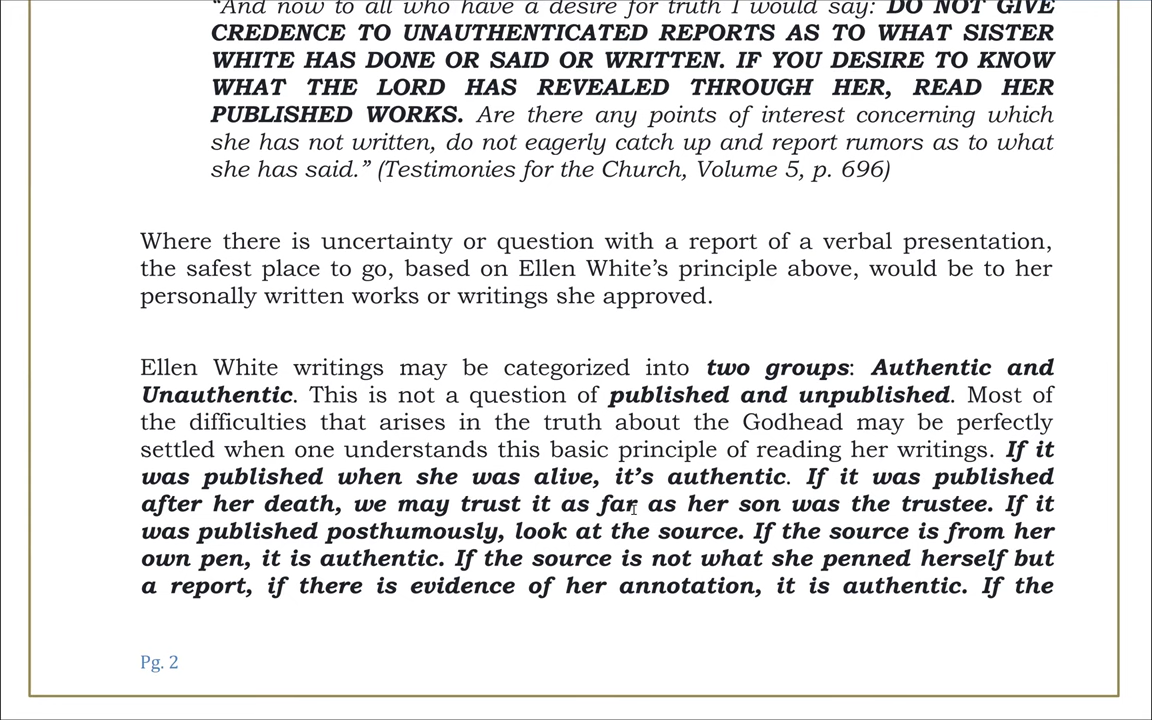 “And now to all who have a desire for truth I would say: DO NOT GIVE
CREDENCE TO UNAUTHENTICATED REPORTS AS TO WHAT SISTER
WHITE HAS DONE OR SAID OR WRITTEN. IF YOU DESIRE TO KNOW
WHAT THE LORD HAS REVEALED THROUGH HER, READ HER
PUBLISHED WORKS. Are there any points of interest concerning which
she has not written, do not eagerly catch up and report rumors as to what
she has said.” (Testimonies for the Church, Volume 5, p. 696)
Where there is uncertainty or question with a report of a verbal presentation,
the safest place to go, based on Ellen White’s principle above, would be to her
personally written works or writings she approved.
Ellen White writings may be categorized into two groups: Authentic and
Unauthentic. This is not a question of published and unpublished. Most of
the difficulties that arises in the truth about the Godhead may be perfectly
settled when one understands this basic principle of reading her writings. If it
was published when she was alive, it’s authentic. If it was published
after her death, we may trust it as far as her son was the trustee. If it
was published posthumously, look at the source. If the source is from her
own pen, it is authentic. If the source is not what she penned herself but
a report, if there is evidence of her annotation, it is authentic. If the
Pg. 2